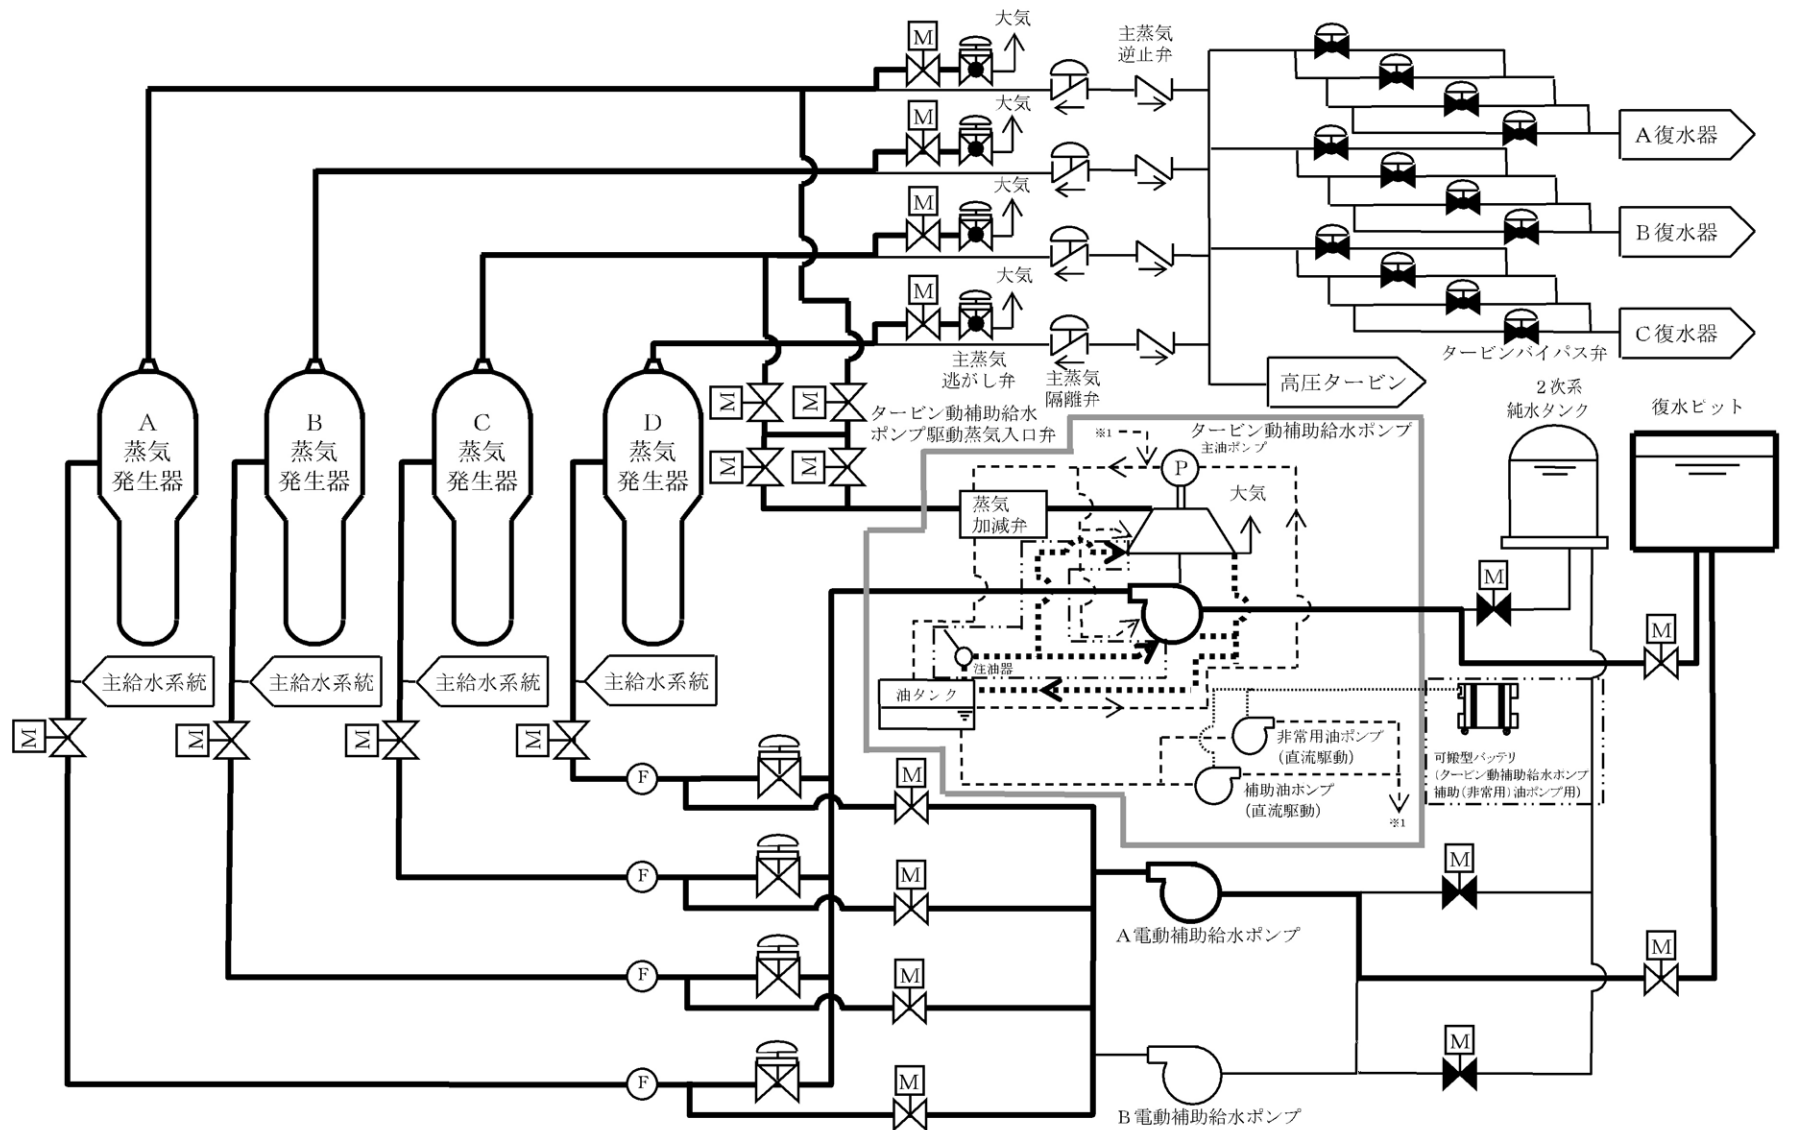 M
大気
主蒸気
逆止弁
M
大気
A復水器
M
大気
B復水器
M
大気
C復水器
主蒸気
逃がし弁
主蒸気
隔離弁
タービンバイパス弁
高圧タービン
2次系
純水タンク
復水ピット
A
蒸気
発生器
B
蒸気
発生器
C
蒸気
発生器
D
蒸気
発生器
M
M
M
M
タービン動補助給水
ポンプ駆動蒸気入口弁
※1
タービン動補助給水ポンプ
主油ポンプ
P
大気
蒸気
加減弁
M
M
注油器
油タンク
主給水系統
主給水系統
主給水系統
主給水系統
M
M
M
M
非常用油ポンプ
(直流駆動)
補助油ポンプ
(直流駆動)
※1
可搬型バッテリ
(タービン動補助給水ポンプ
補助(非常用)油ポンプ用)
F
M
F
M
A電動補助給水ポンプ
M
M
F
M
F
M
M
B電動補助給水ポンプ